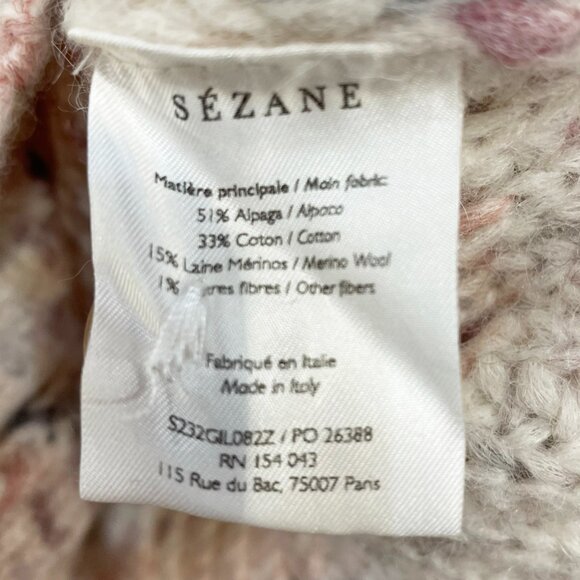 SÉZANE
Matière principale / Main fabric
51% Alpaga / Alpaca
33% Coton / Cotton
15% Laine Mérinos / Merino Wool
1% fibres / Other fibers
Fabriqué en Italie
Made in Italy
S232GIL082Z / PO 26388
RN 154 043
115 Rue du Bac, 75007 Paris